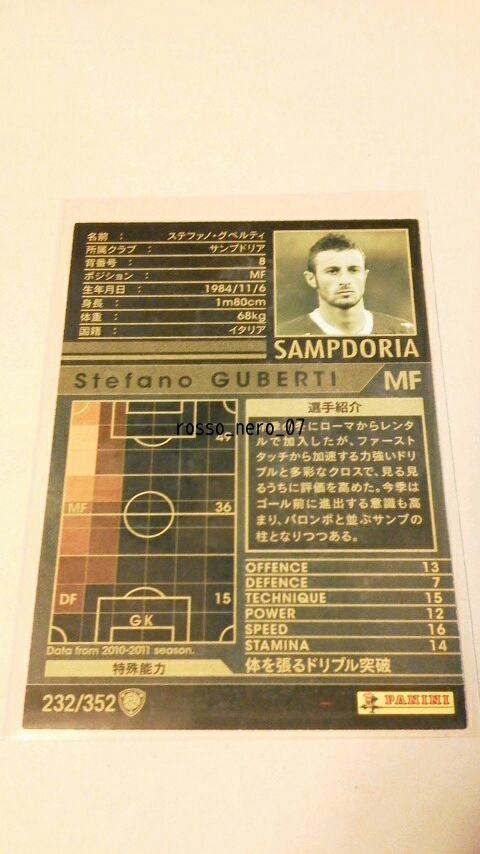 名前 : ステファノ・グベルティ
所属クラブ : サンプドリア
背番号 : 8
ポジション : MF
生年月日 : 1984/11/6
身長 : 1m80cm
体重 : 68kg
国籍 : イタリア
SAMPDORIA
Stefano GUBERTI MF
選手紹介
にローマからレンタ
ルで加入したが、ファースト
タッチから加速する力強いドリ
ブルと多彩なクロスで、見る見
るうちに評価を高めた。今季は
ゴール前に進出する意識も高
まり、パロンボと並ぶサンプの
柱となりつつある。
rosso_nero_07
49
MF 36
DF 15
GK
Data from 2010-2011 season.
OFFENCE 13
DEFENCE 7
TECHNIQUE 15
POWER 12
SPEED 16
STAMINA 14
特殊能力 体を張るドリブル突破
232/352
PANINI